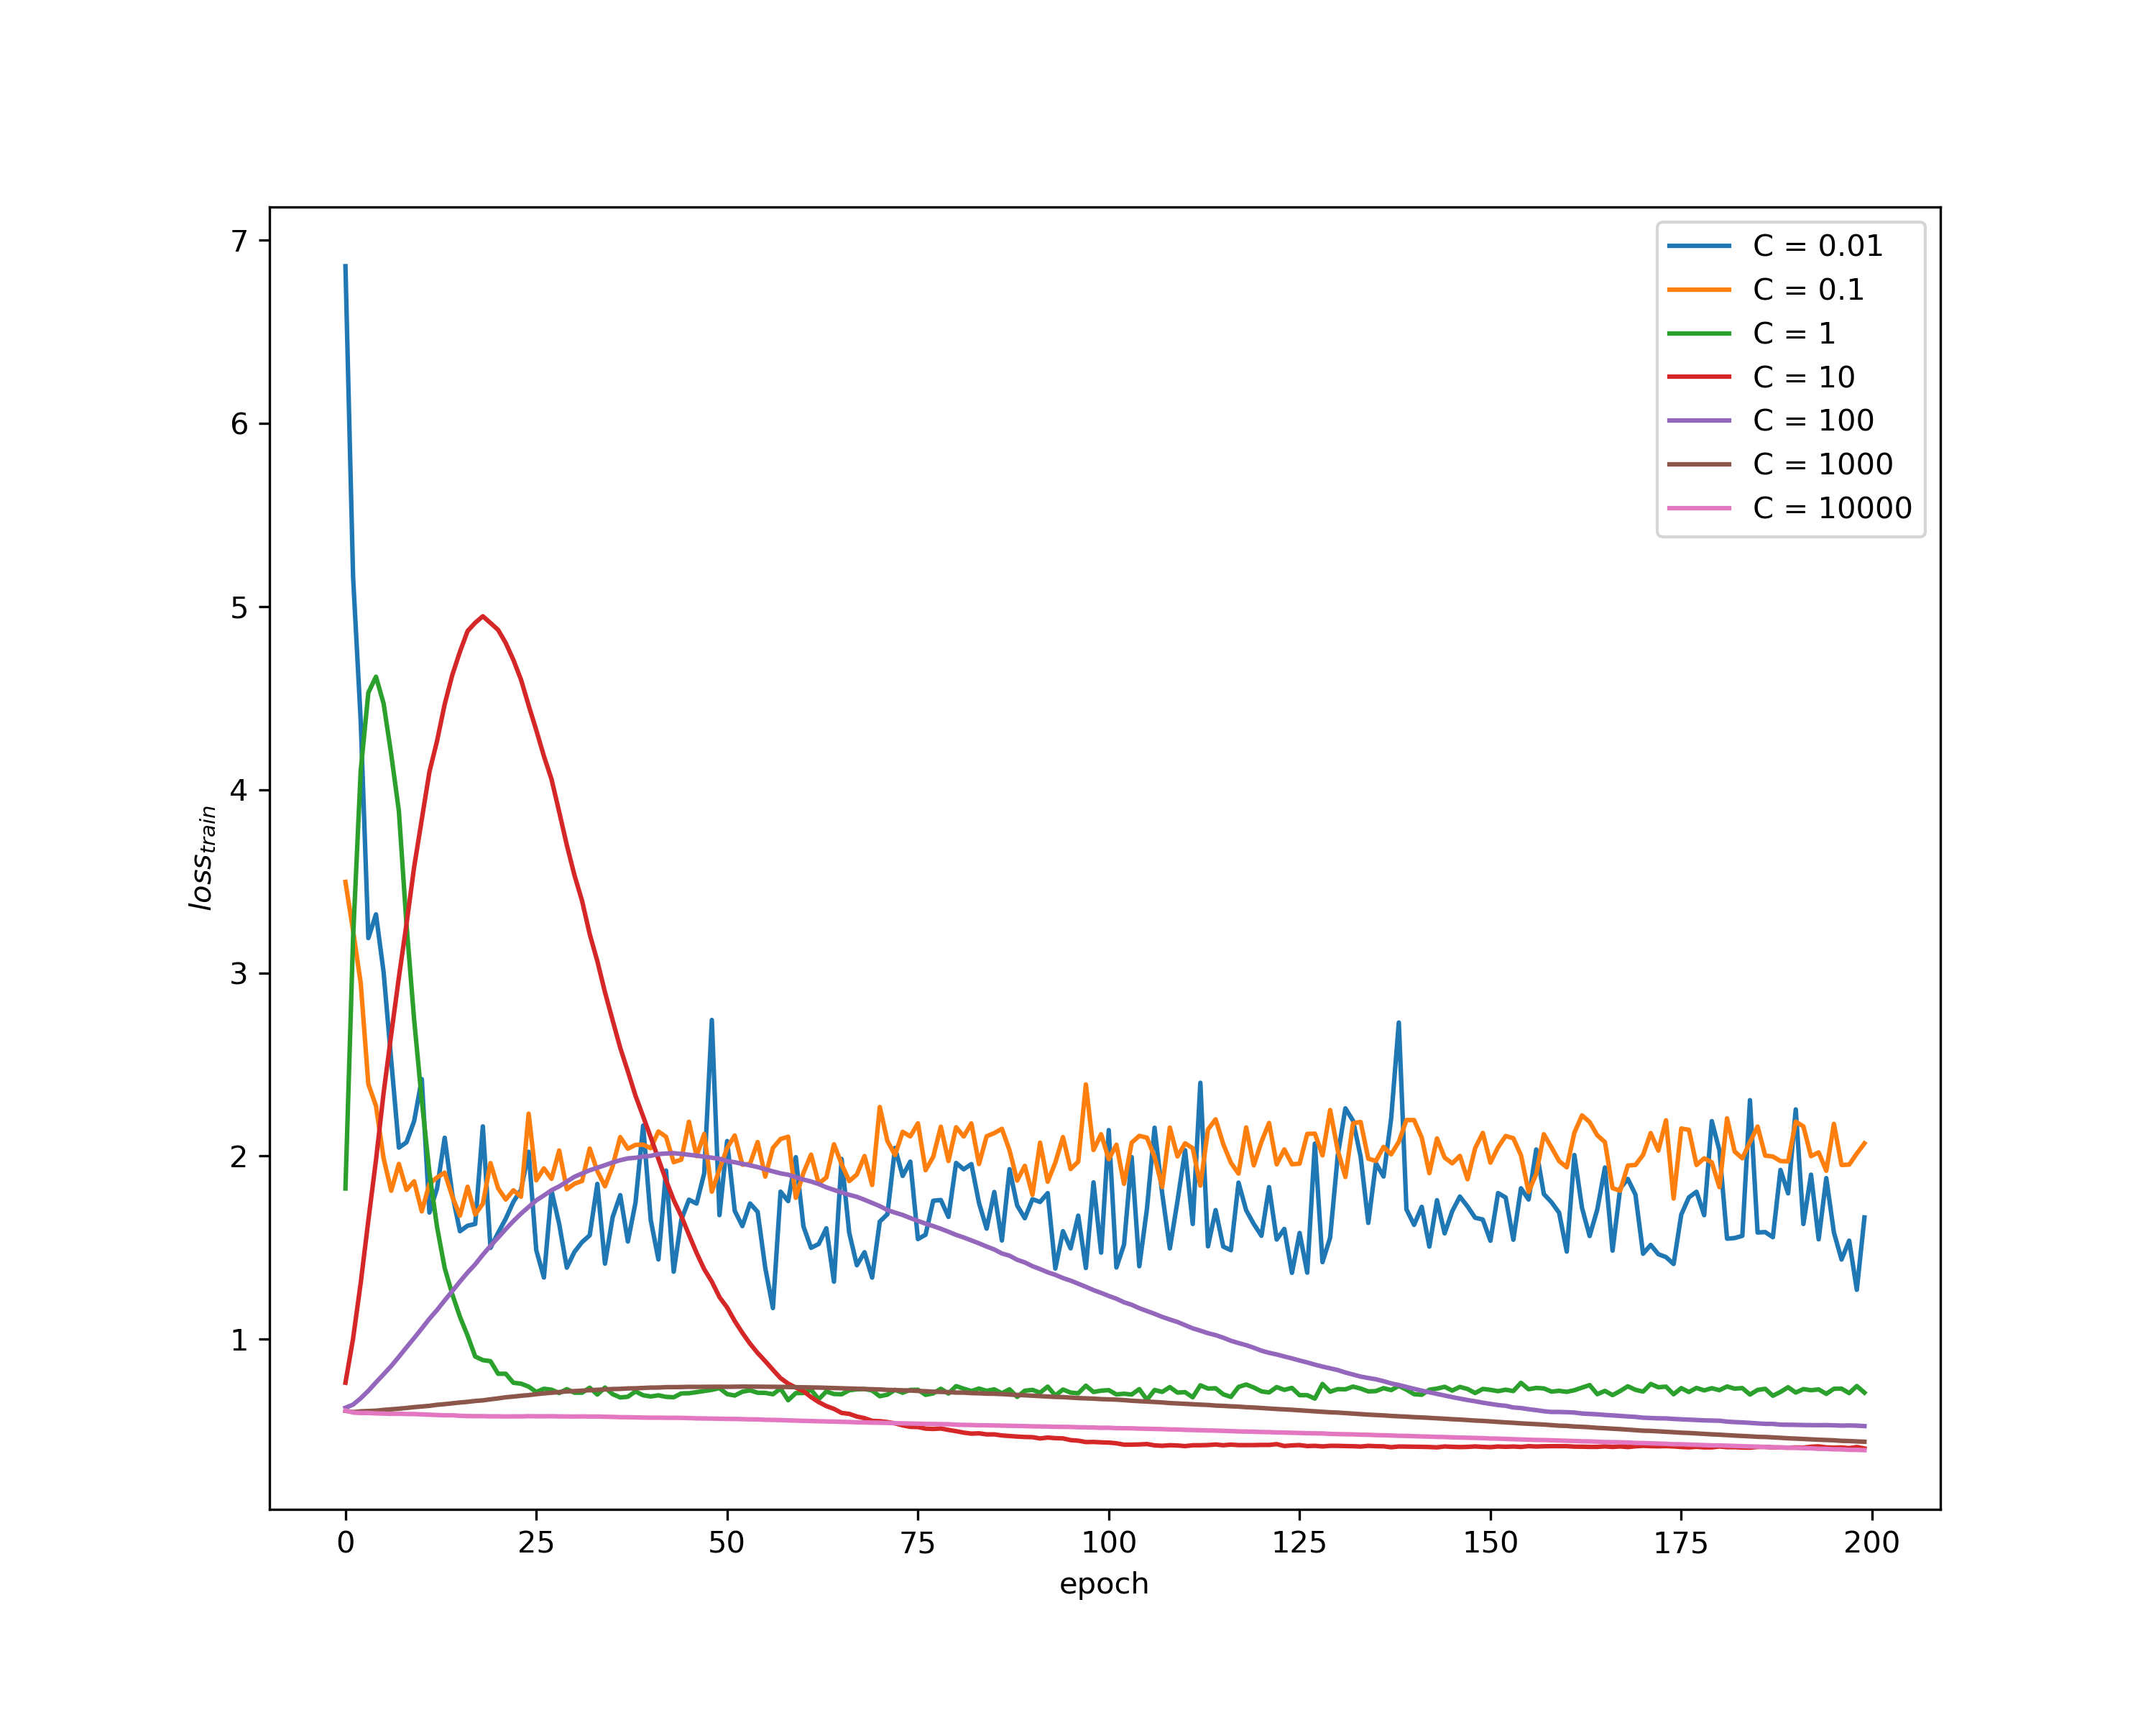 7
6
5
4
3
2
1
loss_train
0 25 50 75 100 125 150 175 200
epoch
C = 0.01
C = 0.1
C = 1
C = 10
C = 100
C = 1000
C = 10000